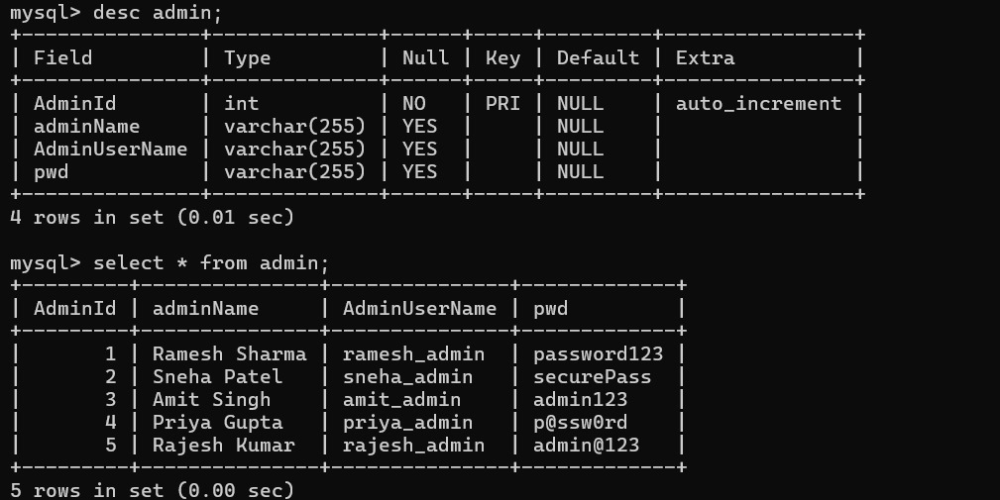 mysql> desc admin;
+---------------+--------------+------+-----+---------+----------------+
| Field         | Type         | Null | Key | Default | Extra          |
+---------------+--------------+------+-----+---------+----------------+
| AdminId       | int          | NO   | PRI | NULL    | auto_increment |
| adminName     | varchar(255) | YES  |     | NULL    |                |
| AdminUserName | varchar(255) | YES  |     | NULL    |                |
| pwd           | varchar(255) | YES  |     | NULL    |                |
+---------------+--------------+------+-----+---------+----------------+
4 rows in set (0.01 sec)

mysql> select * from admin;
+---------+---------------+---------------+-------------+
| AdminId | adminName     | AdminUserName | pwd         |
+---------+---------------+---------------+-------------+
|       1 | Ramesh Sharma | ramesh_admin  | password123 |
|       2 | Sneha Patel   | sneha_admin   | securePass  |
|       3 | Amit Singh    | amit_admin    | admin123    |
|       4 | Priya Gupta   | priya_admin   | p@ssw0rd    |
|       5 | Rajesh Kumar  | rajesh_admin  | admin@123   |
+---------+---------------+---------------+-------------+
5 rows in set (0.00 sec)